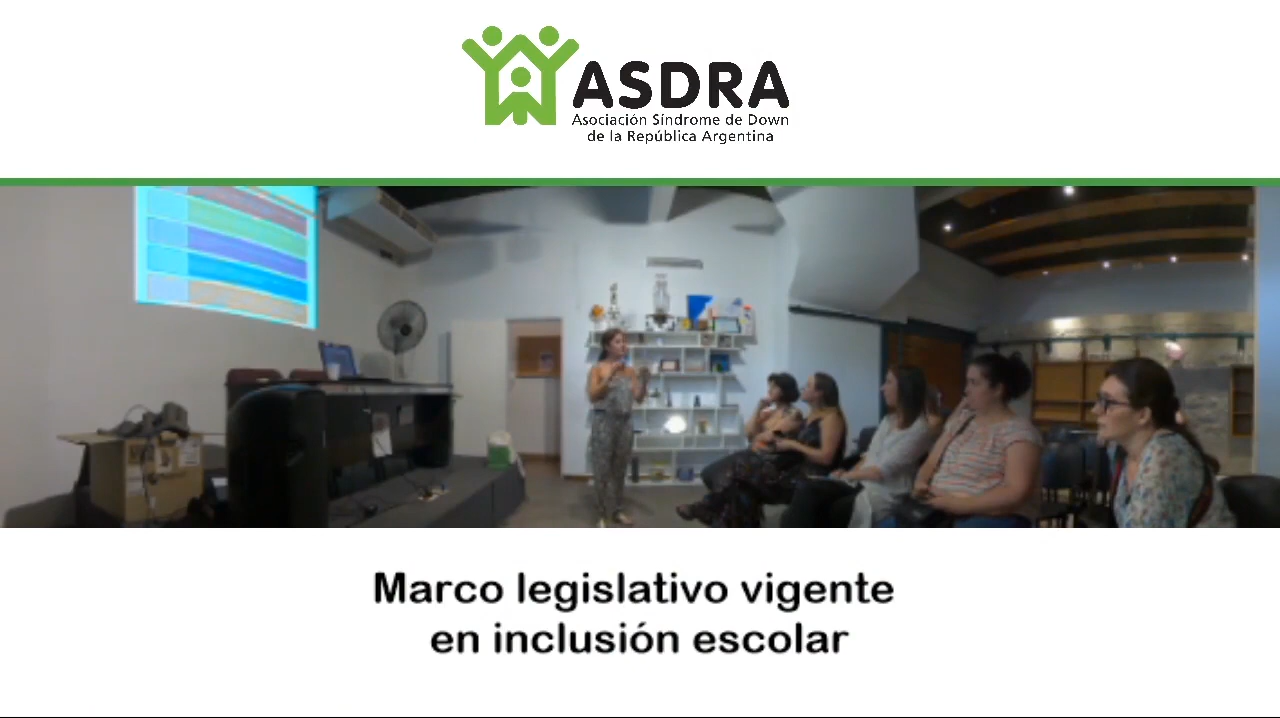 ASDRA
Asociación Síndrome de Down
de la República Argentina
Marco legislativo vigente
en inclusión escolar